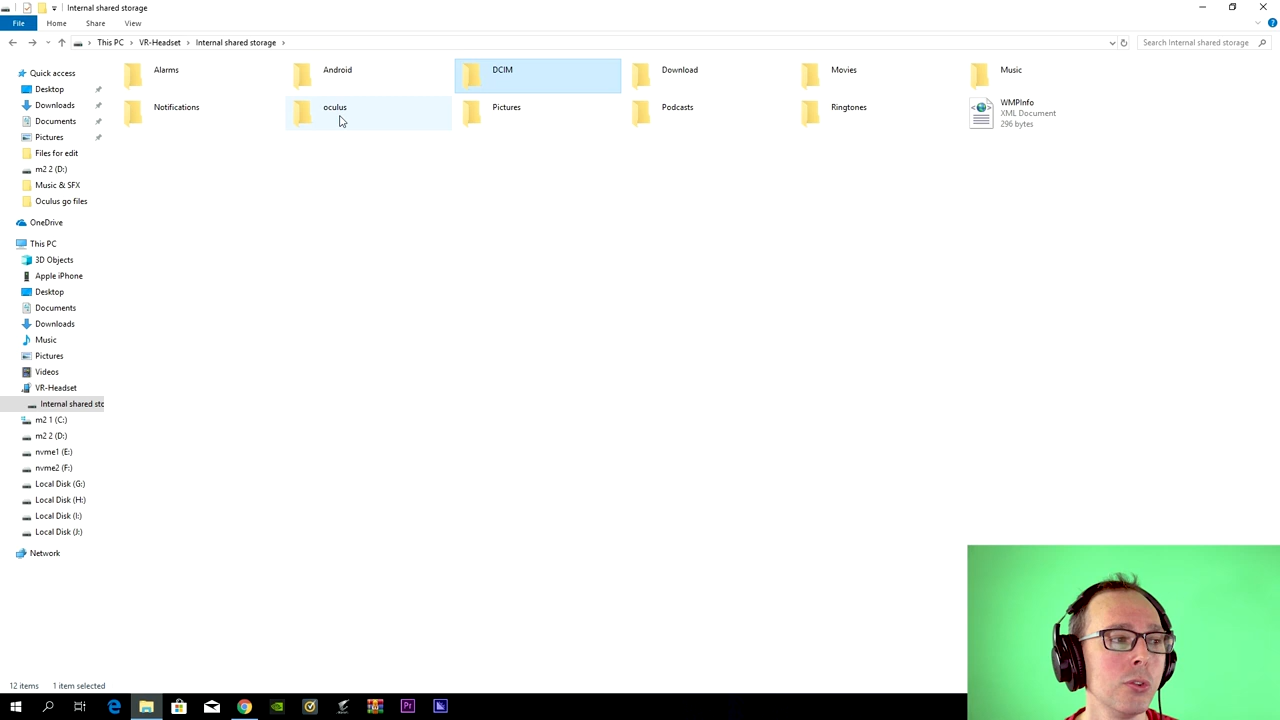 Internal shared storage
File Home Share View
This PC VR-Headset Internal shared storage Search Internal shared storage
Quick access
Desktop
Downloads
Documents
Pictures
Files for edit
m2 2 (D:)
Music & SFX
Oculus go files
OneDrive
This PC
3D Objects
Apple iPhone
Desktop
Documents
Downloads
Music
Pictures
Videos
VR-Headset
Internal shared sto
m2 1 (C:)
m2 2 (D:)
nvme1 (E:)
nvme2 (F:)
Local Disk (G:)
Local Disk (H:)
Local Disk (I:)
Local Disk (J:)
Network
Alarms Android DCIM Download Movies Music
Notifications oculus Pictures Podcasts Ringtones WMPInfo
XML Document
296 bytes
12 items 1 item selected
Pr